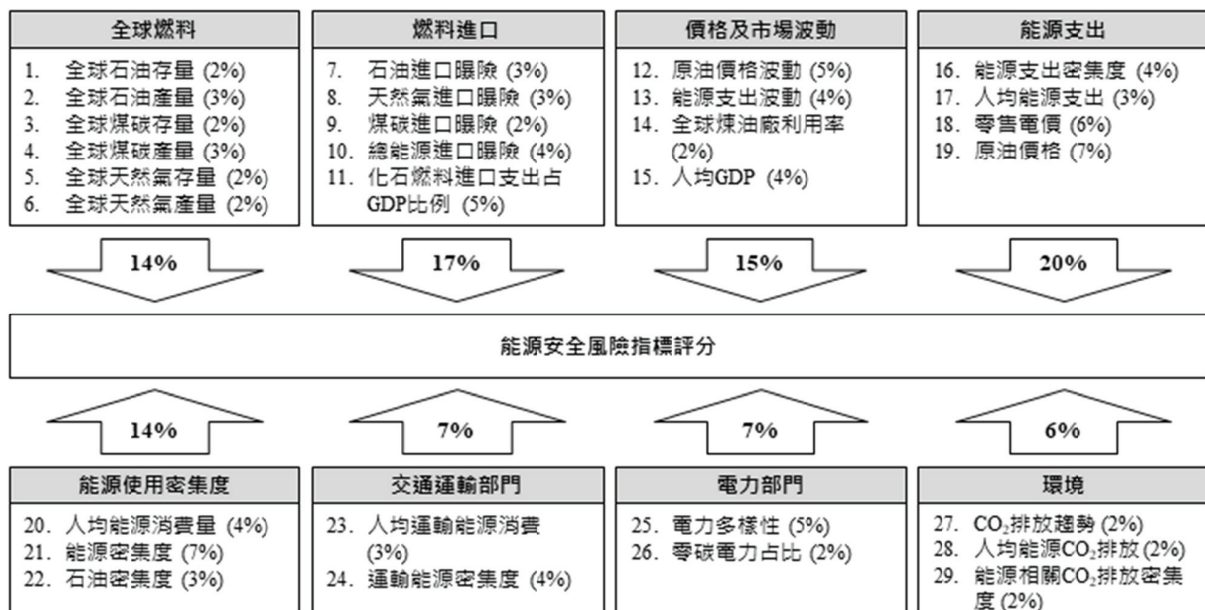 全球燃料
1. 全球石油存量 (2%)
2. 全球石油產量 (3%)
3. 全球煤碳存量 (2%)
4. 全球煤碳產量 (3%)
5. 全球天然氣存量 (2%)
6. 全球天然氣產量 (2%)
14%
燃料進口
7. 石油進口曝險 (3%)
8. 天然氣進口曝險 (3%)
9. 煤碳進口曝險 (2%)
10. 總能源進口曝險 (4%)
11. 化石燃料進口支出占
GDP比例 (5%)
17%
價格及市場波動
12. 原油價格波動 (5%)
13. 能源支出波動 (4%)
14. 全球煉油廠利用率
(2%)
15. 人均GDP (4%)
15%
能源支出
16. 能源支出密集度 (4%)
17. 人均能源支出 (3%)
18. 零售電價 (6%)
19. 原油價格 (7%)
20%
能源安全風險指標評分
14%
能源使用密集度
20. 人均能源消費量 (4%)
21. 能源密集度 (7%)
22. 石油密集度 (3%)
7%
交通運輸部門
23. 人均運輸能源消費
(3%)
24. 運輸能源密集度 (4%)
7%
電力部門
25. 電力多樣性 (5%)
26. 零碳電力占比 (2%)
6%
環境
27. CO₂排放趨勢 (2%)
28. 人均能源CO₂排放 (2%)
29. 能源相關CO₂排放密集
度 (2%)